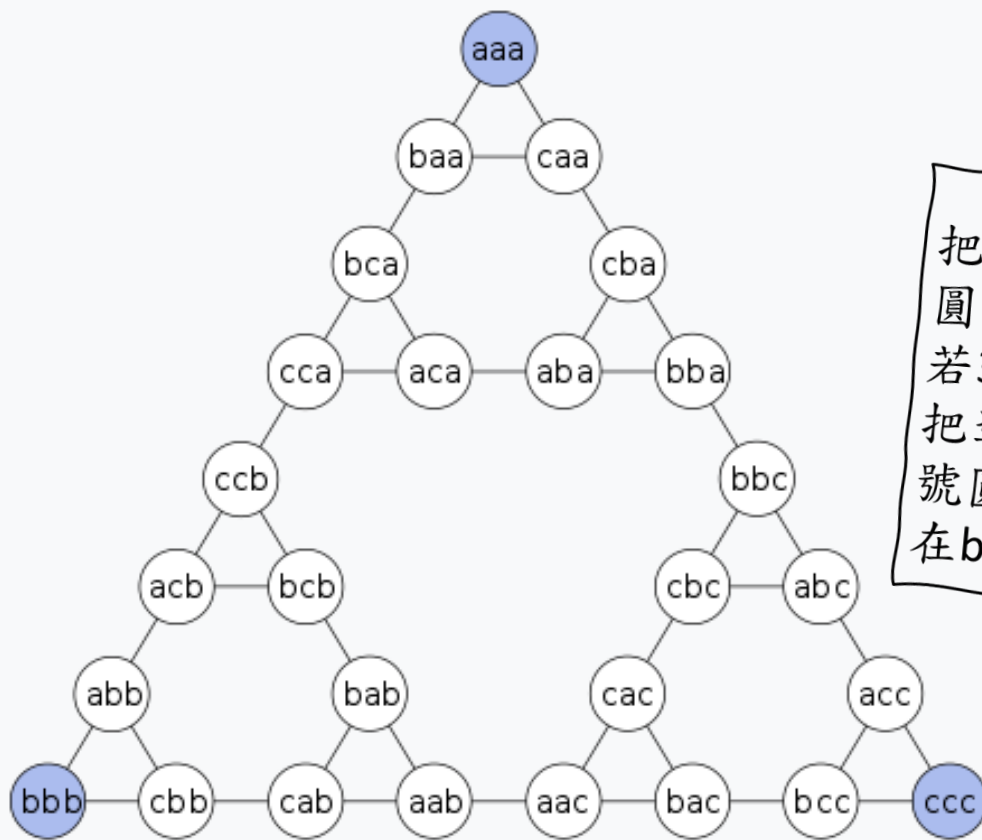 aaa
baa caa
bca cba
cca aca aba bba
ccb bbc
acb bcb cbc abc
abb bab cac acc
bbb cbb cab aab aac bac bcc ccc
把
圓
若
把
號
在b